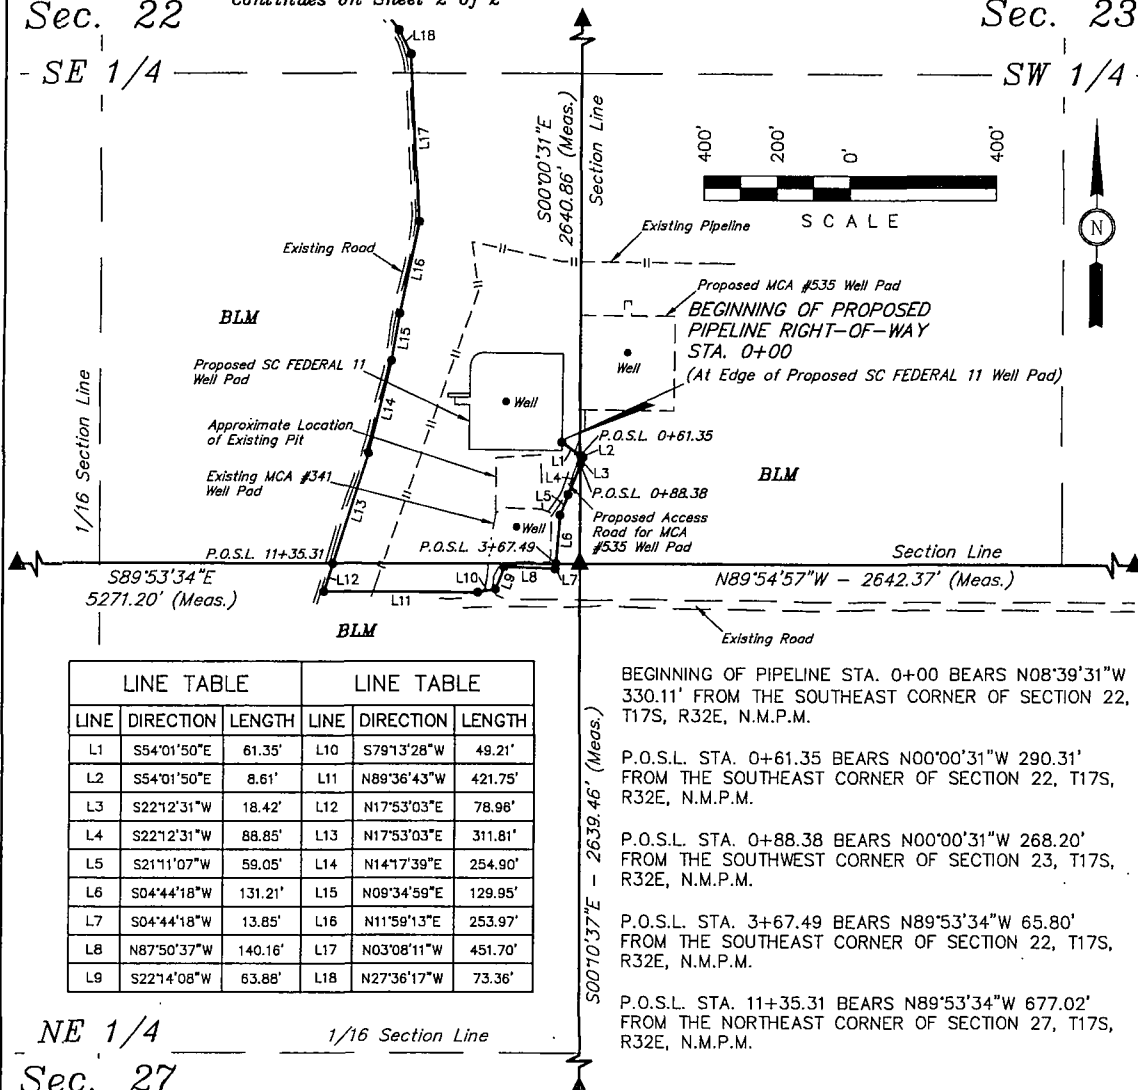 Continues on Sheet 2 of 2
Sec. 22
Sec. 23
SE 1/4
SW 1/4
L18
L17
S00°00'31"E
2640.86' (Meas.)
Section Line
400'
200'
0'
400'
SCALE
N
Existing Pipeline
Existing Road
L16
Proposed MCA #535 Well Pad
BEGINNING OF PROPOSED
PIPELINE RIGHT-OF-WAY
STA. 0+00
(At Edge of Proposed SC FEDERAL 11 Well Pad)
BLM
L15
Proposed SC FEDERAL 11
Well Pad
Well
Well
1/16 Section Line
L14
Approximate Location
of Existing Pit
P.O.S.L. 0+61.35
L1
L2
L3
L4
BLM
Existing MCA #341
Well Pad
L5
P.O.S.L. 0+88.38
L13
Well
Proposed Access
Road for MCA
#535 Well Pad
L6
P.O.S.L. 11+35.31
P.O.S.L. 3+67.49
Section Line
S89°53'34"E
5271.20' (Meas.)
L12
L10
L9
L8
L7
N89°54'57"W - 2642.37' (Meas.)
L11
BLM
Existing Road
LINE TABLE LINE TABLE
LINE DIRECTION LENGTH LINE DIRECTION LENGTH
L1 S54°01'50"E 61.35' L10 S79°13'28"W 49.21'
L2 S54°01'50"E 8.61' L11 N89°36'43"W 421.75'
L3 S22°12'31"W 18.42' L12 N17°53'03"E 78.96'
L4 S22°12'31"W 88.85' L13 N17°53'03"E 311.81'
L5 S21°11'07"W 59.05' L14 N14°17'39"E 254.90'
L6 S04°44'18"W 131.21' L15 N09°34'59"E 129.95'
L7 S04°44'18"W 13.85' L16 N11°59'13"E 253.97'
L8 N87°50'37"W 140.16' L17 N03°08'11"W 451.70'
L9 S22°14'08"W 63.88' L18 N27°36'17"W 73.36'
S00°10'37"E - 2639.46' (Meas.)
BEGINNING OF PIPELINE STA. 0+00 BEARS N08°39'31"W
330.11' FROM THE SOUTHEAST CORNER OF SECTION 22,
T17S, R32E, N.M.P.M.
P.O.S.L. STA. 0+61.35 BEARS N00°00'31"W 290.31'
FROM THE SOUTHEAST CORNER OF SECTION 22, T17S,
R32E, N.M.P.M.
P.O.S.L. STA. 0+88.38 BEARS N00°00'31"W 268.20'
FROM THE SOUTHWEST CORNER OF SECTION 23, T17S,
R32E, N.M.P.M.
P.O.S.L. STA. 3+67.49 BEARS N89°53'34"W 65.80'
FROM THE SOUTHEAST CORNER OF SECTION 22, T17S,
R32E, N.M.P.M.
P.O.S.L. STA. 11+35.31 BEARS N89°53'34"W 677.02'
FROM THE NORTHEAST CORNER OF SECTION 27, T17S,
R32E, N.M.P.M.
NE 1/4
1/16 Section Line
Sec. 27